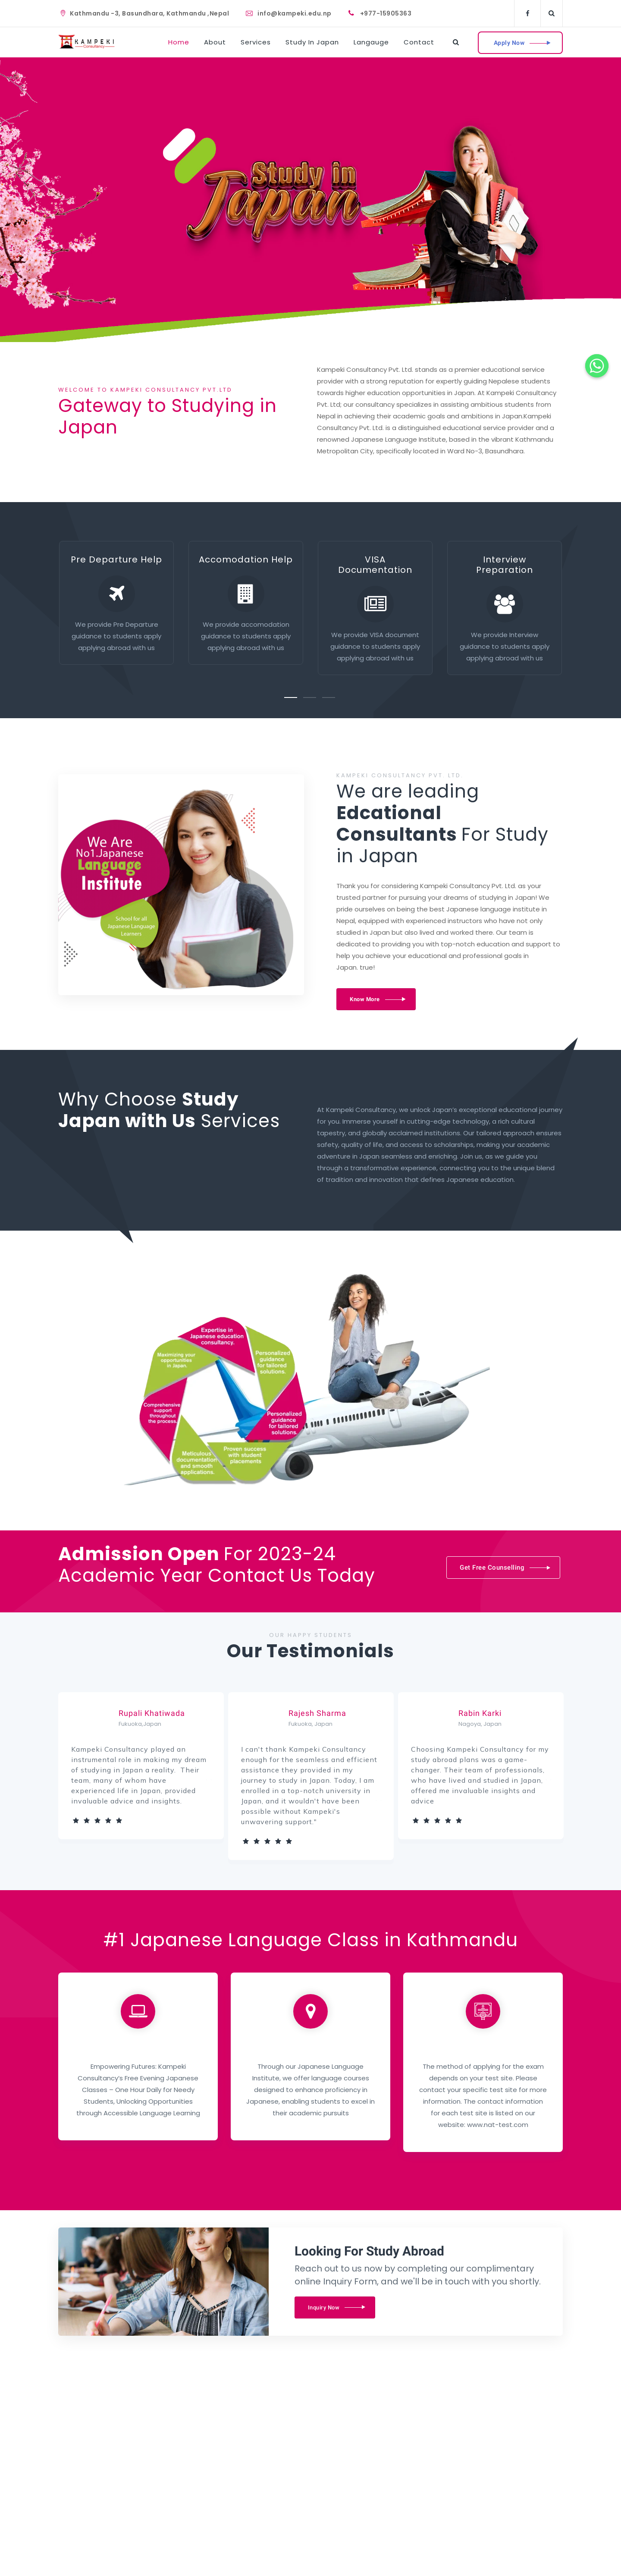 Kathmandu -3, Basundhara, Kathmandu ,Nepal
info@kampeki.edu.np
+977-15905363
KAMPEKI
Consultancy
Home
About
Services
Study In Japan
Langauge
Contact
Apply Now
Study in
Japan
WELCOME TO KAMPEKI CONSULTANCY PVT.LTD
Gateway to Studying in
Japan
Kampeki Consultancy Pvt. Ltd. stands as a premier educational service
provider with a strong reputation for expertly guiding Nepalese students
towards higher education opportunities in Japan. At Kampeki Consultancy
Pvt. Ltd, our consultancy specializes in assisting ambitious students from
Nepal in achieving their academic goals and ambitions in Japan.Kampeki
Consultancy Pvt. Ltd. is a distinguished educational service provider and a
renowned Japanese Language Institute, based in the vibrant Kathmandu
Metropolitan City, specifically located in Ward No-3, Basundhara.
Pre Departure Help
We provide Pre Departure
guidance to students apply
applying abroad with us
Accomodation Help
We provide accomodation
guidance to students apply
applying abroad with us
VISA
Documentation
We provide VISA document
guidance to students apply
applying abroad with us
Interview
Preparation
We provide Interview
guidance to students apply
applying abroad with us
We Are
No1.Japanese
Language
Institute
School for all
Japanese Language
Learners
KAMPEKI CONSULTANCY PVT. LTD
We are leading
Edcational
Consultants For Study
in Japan
Thank you for considering Kampeki Consultancy Pvt. Ltd. as your
trusted partner for pursuing your dreams of studying in Japan! We
pride ourselves on being the best Japanese language institute in
Nepal, equipped with experienced instructors who have not only
studied in Japan but also lived and worked there. Our team is
dedicated to providing you with top-notch education and support to
help you achieve your educational and professional goals in
Japan. true!
Know More
Why Choose Study
Japan with Us Services
At Kampeki Consultancy, we unlock Japan's exceptional educational journey
for you. Immerse yourself in cutting-edge technology, a rich cultural
tapestry, and globally acclaimed institutions. Our tailored approach ensures
safety, quality of life, and access to scholarships, making your academic
adventure in Japan seamless and enriching. Join us, as we guide you
through a transformative experience, connecting you to the unique blend
of tradition and innovation that defines Japanese education.
Expertise in
Japanese education
consultancy.
Personalized
guidance
for tailored
solutions.
Personalized
guidence
for tailored
solutions.
Proven success
with student
placements
Meticulous
documentation
and smooth
applications.
Comprehensive
support
throughout
the process.
Maximizing your
opportunities
in Japan.
Admission Open For 2023-24
Academic Year Contact Us Today
Get Free Counselling
OUR HAPPY STUDENTS
Our Testimonials
Rupali Khatiwada
Fukuoka,Japan
Kampeki Consultancy played an
instrumental role in making my dream
of studying in Japan a reality. Their
team, many of whom have
experienced life in Japan, provided
invaluable advice and insights.
Rajesh Sharma
Fukuoka, Japan
I can't thank Kampeki Consultancy
enough for the seamless and efficient
assistance they provided in my
journey to study in Japan. Today, I am
enrolled in a top-notch university in
Japan, and it wouldn't have been
possible without Kampeki's
unwavering support."
Rabin Karki
Nagoya, Japan
Choosing Kampeki Consultancy for my
study abroad plans was a game-
changer. Their team of professionals,
who have lived and studied in Japan,
offered me invaluable insights and
advice
#1 Japanese Language Class in Kathmandu
Empowering Futures: Kampeki
Consultancy's Free Evening Japanese
Classes – One Hour Daily for Needy
Students, Unlocking Opportunities
through Accessible Language Learning
Through our Japanese Language
Institute, we offer language courses
designed to enhance proficiency in
Japanese, enabling students to excel in
their academic pursuits
The method of applying for the exam
depends on your test site. Please
contact your specific test site for more
information. The contact information
for each test site is listed on our
website: www.nat-test.com
Looking For Study Abroad
Reach out to us now by completing our complimentary
online Inquiry Form, and we'll be in touch with you shortly.
Inquiry Now